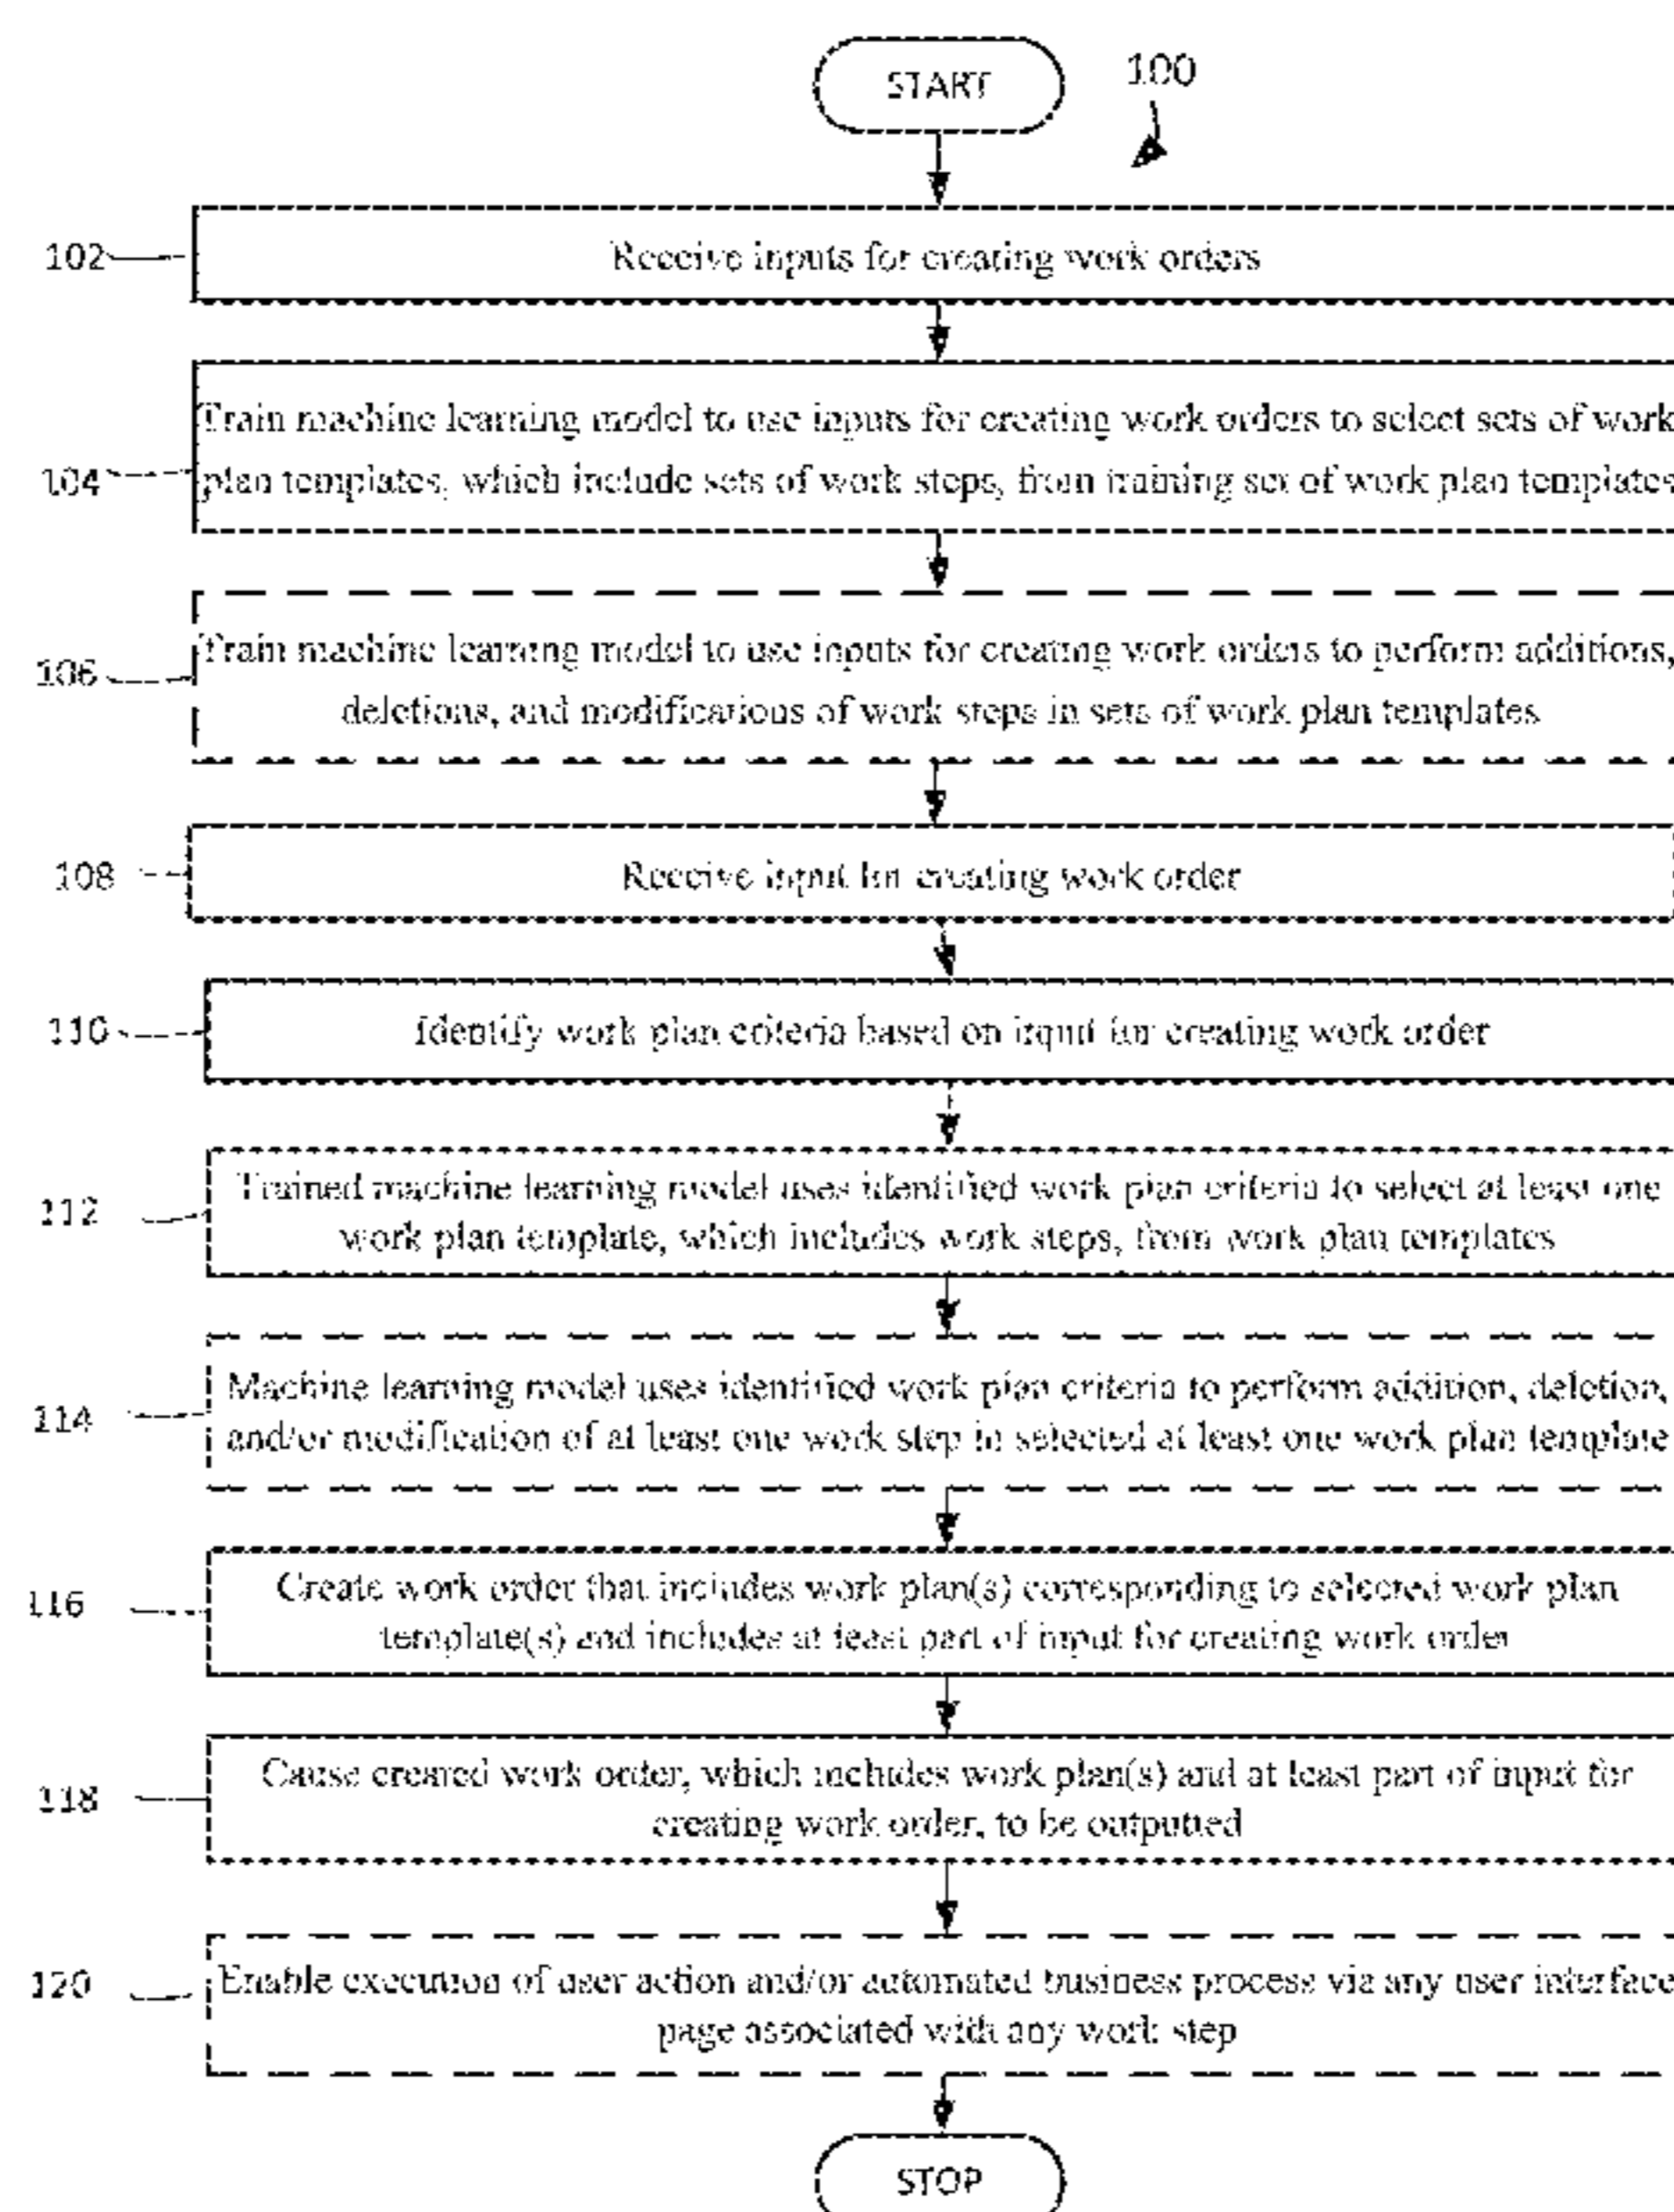 START
100
102
Receive inputs for creating work orders
Train machine learning model to use inputs for creating work orders to select sets of work
104
plan templates, which include sets of work steps, from training set of work plan templates
106
Train machine learning model to use inputs for creating work orders to perform additions,
deletions, and modifications of work steps in sets of work plan templates
108
Receive input for creating work order
110
Identify work plan criteria based on input for creating work order
112
Trained machine learning model uses identified work plan criteria to select at least one
work plan template, which includes work steps, from work plan templates
114
Machine learning model uses identified work plan criteria to perform addition, deletion,
and/or modification of at least one work step in selected at least one work plan template
116
Create work order that includes work plan(s) corresponding to selected work plan
template(s) and includes at least part of input for creating work order
118
Cause created work order, which includes work plan(s) and at least part of input for
creating work order, to be outputted
120
Enable execution of user action and/or automated business process via any user interface
page associated with any work step
STOP